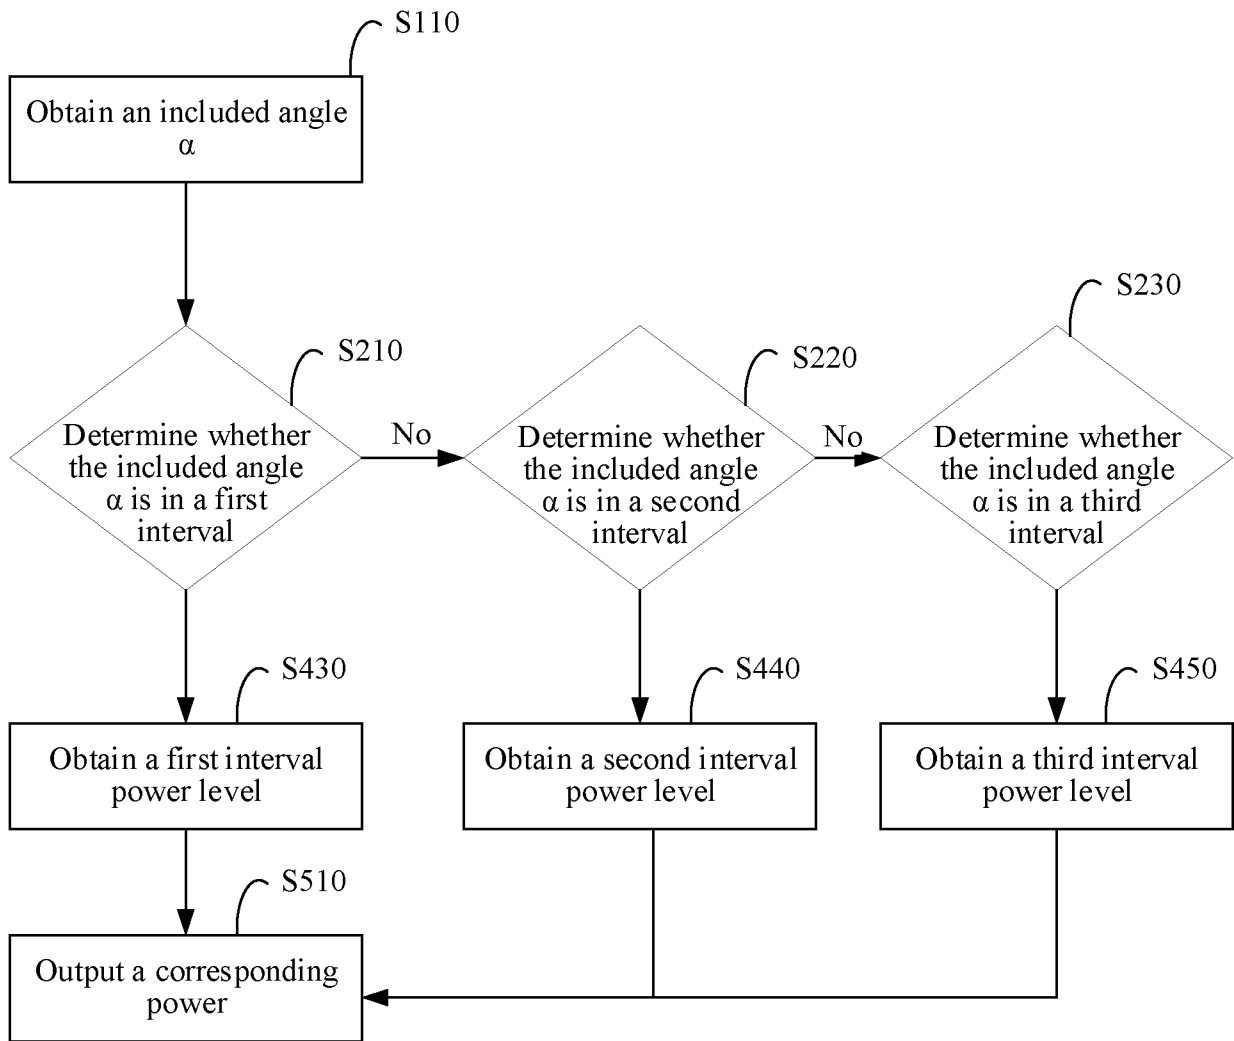 S110
Obtain an included angle
α
S230
S210
S220
Determine whether
the included angle
α is in a first
interval
No
Determine whether
the included angle
α is in a second
interval
No
Determine whether
the included angle
α is in a third
interval
S430
S440
S450
Obtain a first interval
power level
Obtain a second interval
power level
Obtain a third interval
power level
S510
Output a corresponding
power